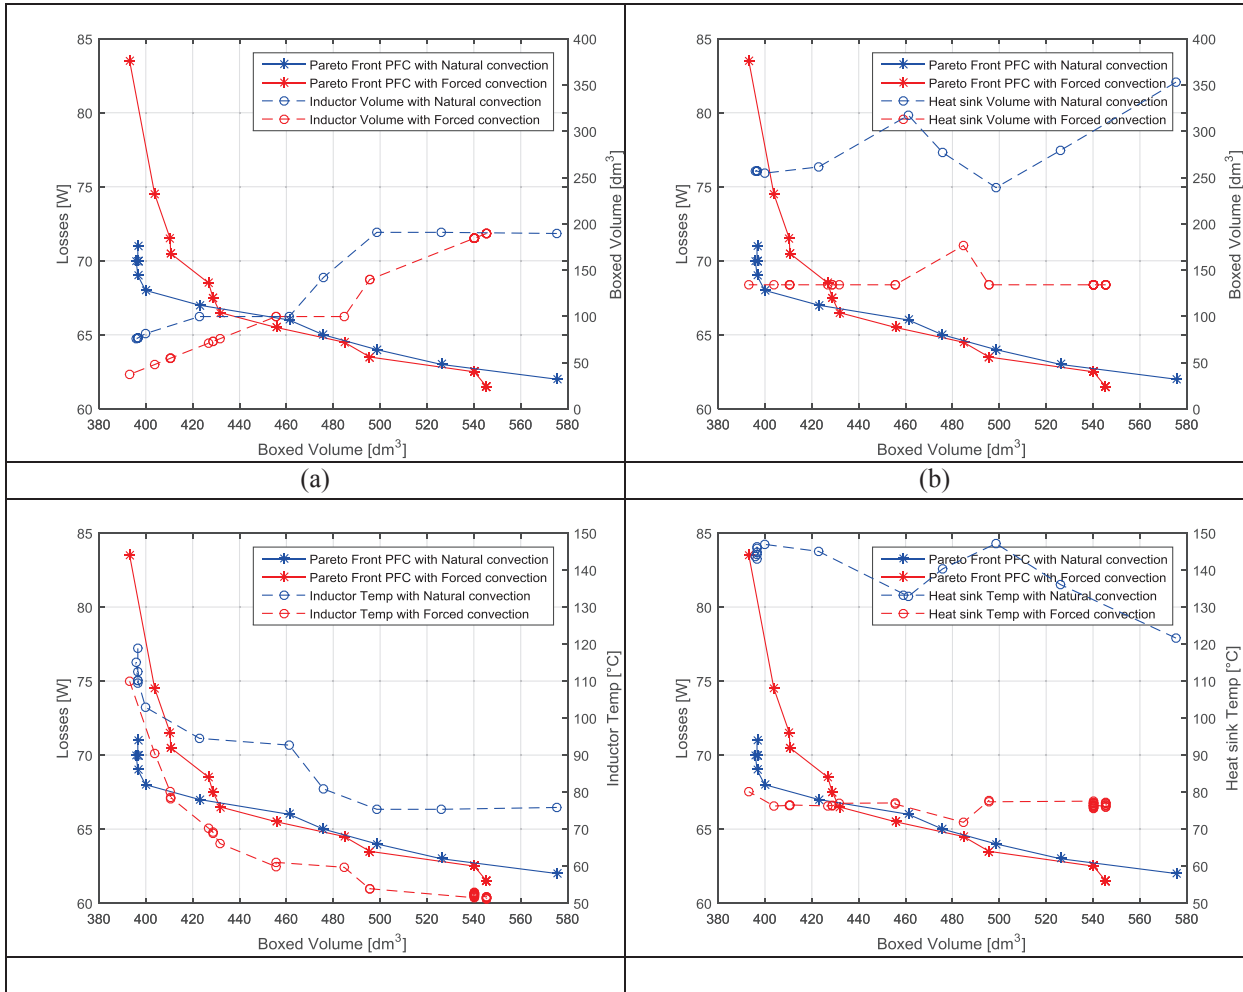 85
80
75
70
65
60
Losses [W]
380 400 420 440 460 480 500 520 540 560 580
Boxed Volume [dm³]
400
350
300
250
200
150
100
50
0
Boxed Volume [dm³]
Pareto Front PFC with Natural convection
Pareto Front PFC with Forced convection
Inductor Volume with Natural convection
Inductor Volume with Forced convection
(a)
85
80
75
70
65
60
Losses [W]
380 400 420 440 460 480 500 520 540 560 580
Boxed Volume [dm³]
400
350
300
250
200
150
100
50
0
Boxed Volume [dm³]
Pareto Front PFC with Natural convection
Pareto Front PFC with Forced convection
Heat sink Volume with Natural convection
Heat sink Volume with Forced convection
(b)
85
80
75
70
65
60
Losses [W]
380 400 420 440 460 480 500 520 540 560 580
Boxed Volume [dm³]
150
140
130
120
110
100
90
80
70
60
50
Inductor Temp [°C]
Pareto Front PFC with Natural convection
Pareto Front PFC with Forced convection
Inductor Temp with Natural convection
Inductor Temp with Forced convection
85
80
75
70
65
60
Losses [W]
380 400 420 440 460 480 500 520 540 560 580
Boxed Volume [dm³]
150
140
130
120
110
100
90
80
70
60
50
Heat sink Temp [°C]
Pareto Front PFC with Natural convection
Pareto Front PFC with Forced convection
Heat sink Temp with Natural convection
Heat sink Temp with Forced convection